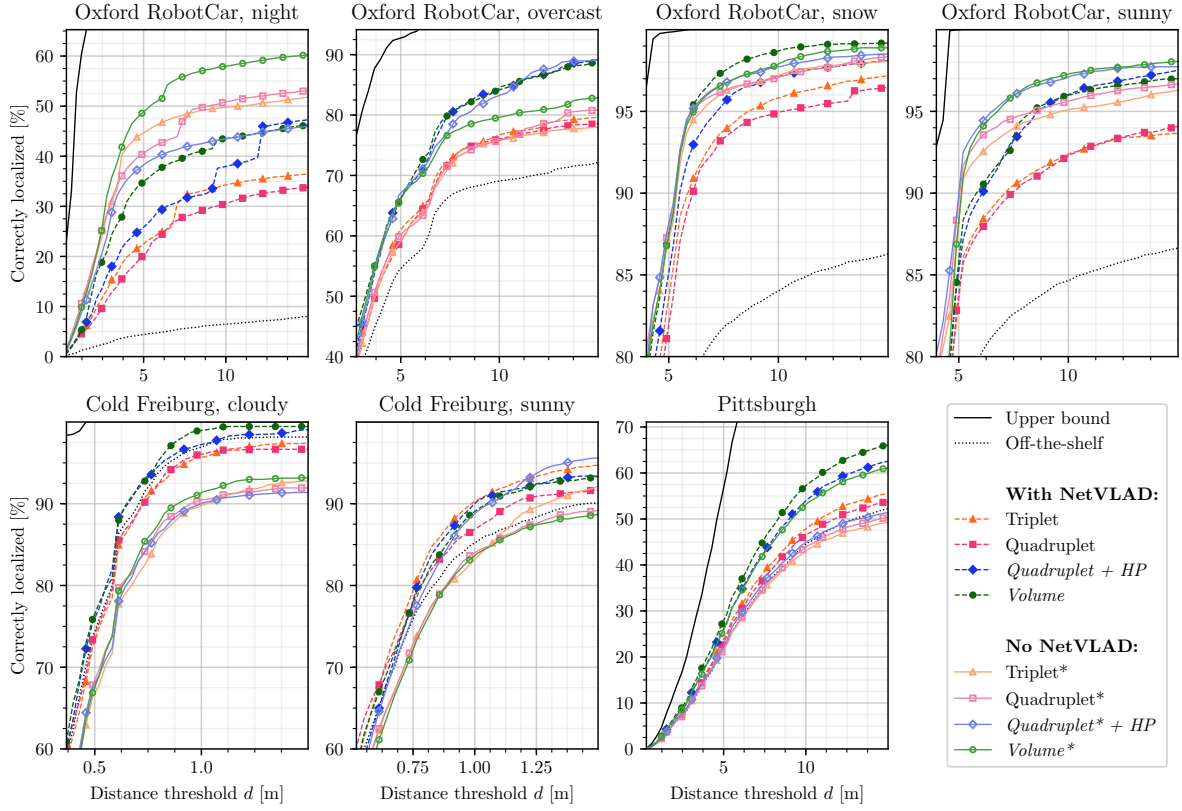 Oxford RobotCar, night
Oxford RobotCar, overcast
Oxford RobotCar, snow
Oxford RobotCar, sunny
Correctly localized [%]
60
50
40
30
20
10
0
5
10
90
80
70
60
50
40
5
10
95
90
85
80
5
10
95
90
85
80
5
10
Cold Freiburg, cloudy
Cold Freiburg, sunny
Pittsburgh
Correctly localized [%]
90
80
70
60
0.5
1.0
Distance threshold d [m]
90
80
70
60
0.75
1.00
1.25
Distance threshold d [m]
70
60
50
40
30
20
10
0
5
10
Distance threshold d [m]
Upper bound
Off-the-shelf
With NetVLAD:
Triplet
Quadruplet
Quadruplet + HP
Volume
No NetVLAD:
Triplet*
Quadruplet*
Quadruplet* + HP
Volume*